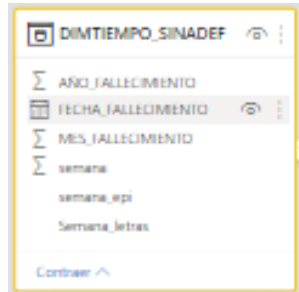 DIMTIEMPO_SINADEF
AÑO_FALLECIMIENTO
FECHA_FALLECIMIENTO
MES_FALLECIMIENTO
semana
semana_epi
Semana_letras
Contraer